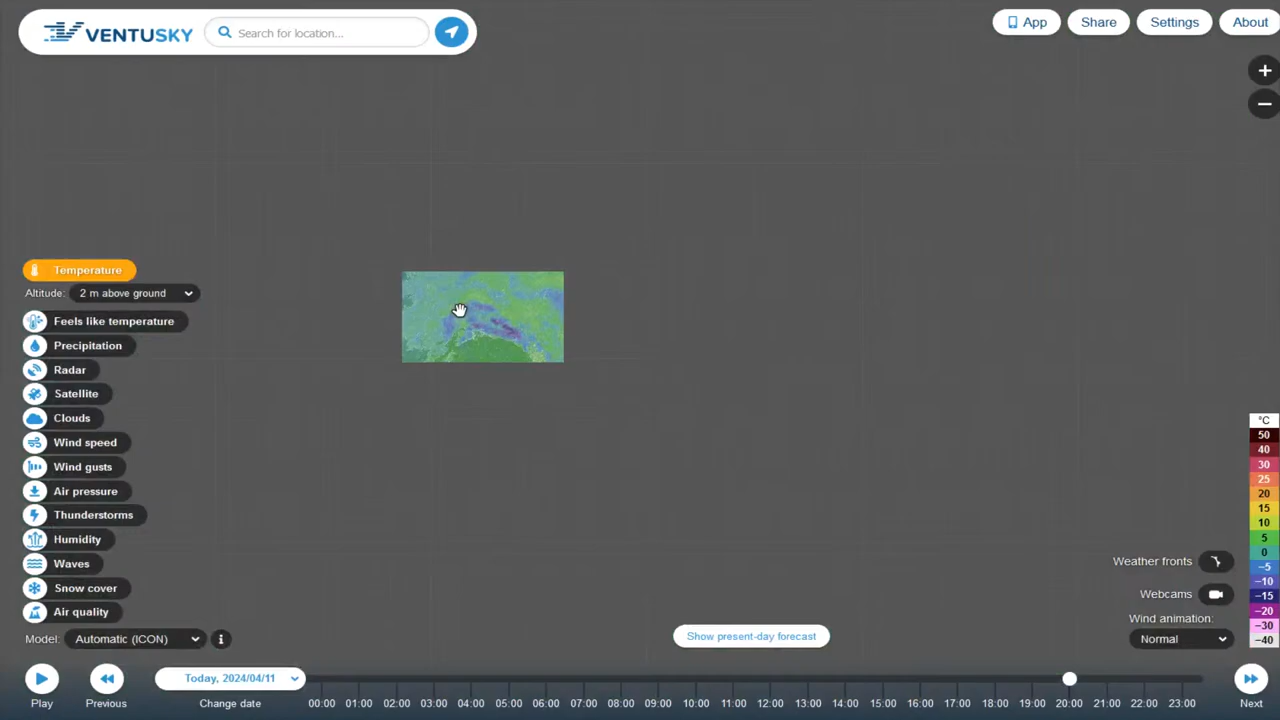 VENTUSKY
Search for location...
App
Share
Settings
About
+
−
Temperature
Altitude: 2 m above ground
Feels like temperature
Precipitation
Radar
Satellite
Clouds
Wind speed
Wind gusts
Air pressure
Thunderstorms
Humidity
Waves
Snow cover
Air quality
Model: Automatic (ICON)
i
°C
50
40
30
25
20
15
10
5
0
−5
−10
−15
−20
−30
−40
Weather fronts
Webcams
Wind animation:
Normal
Show present-day forecast
Play
Previous
Today, 2024/04/11
Change date
00:00 01:00 02:00 03:00 04:00 05:00 06:00 07:00 08:00 09:00 10:00 11:00 12:00 13:00 14:00 15:00 16:00 17:00 18:00 19:00 20:00 21:00 22:00 23:00
Next